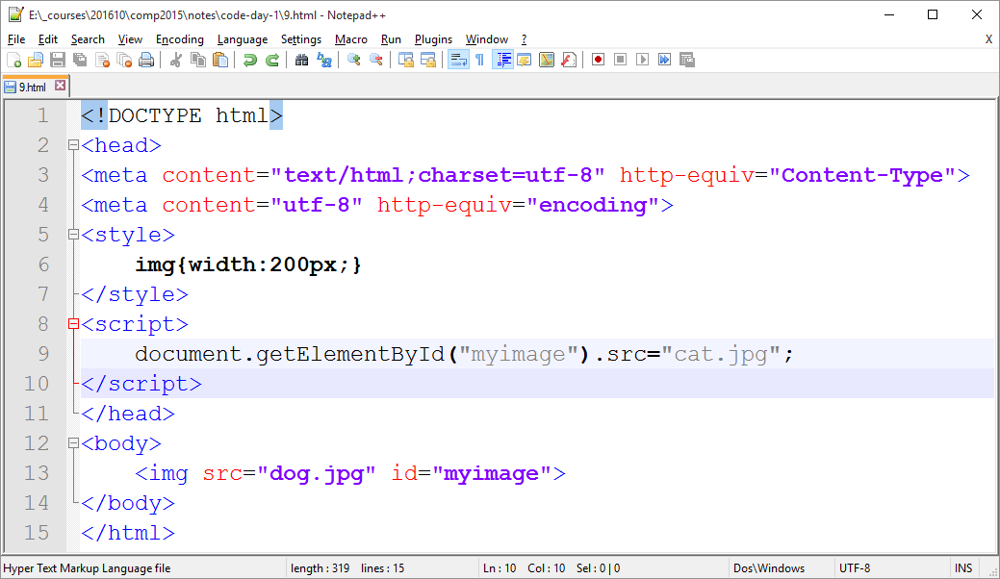 E:\_courses\201610\comp2015\notes\code-day-1\9.html - Notepad++
File Edit Search View Encoding Language Settings Macro Run Plugins Window ? X
9.html
1 <!DOCTYPE html>
2 <head>
3 <meta content="text/html;charset=utf-8" http-equiv="Content-Type">
4 <meta content="utf-8" http-equiv="encoding">
5 <style>
6 img{width:200px;}
7 </style>
8 <script>
9 document.getElementById("myimage").src="cat.jpg";
10 </script>
11 </head>
12 <body>
13 <img src="dog.jpg" id="myimage">
14 </body>
15 </html>
Hyper Text Markup Language file length : 319 lines : 15 Ln : 10 Col : 10 Sel : 0 | 0 Dos\Windows UTF-8 INS